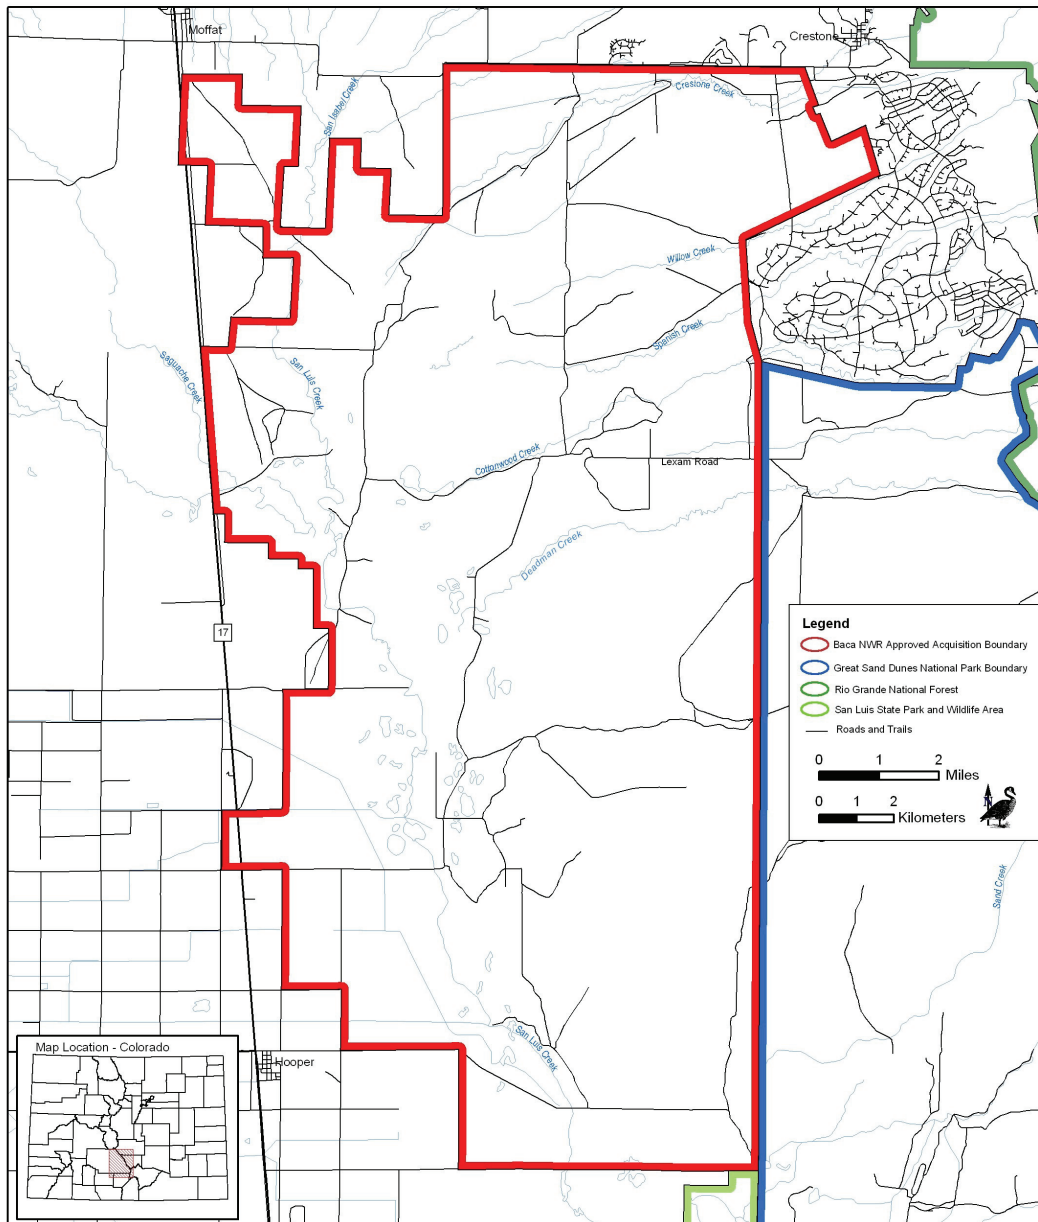 Moffat
Crestone
San Isabel Creek
Crestone Creek
Willow Creek
Spanish Creek
Saguache Creek
San Luis Creek
Cottonwood Creek
Lexam Road
Deadman Creek
17
Legend
Baca NWR Approved Acquisition Boundary
Great Sand Dunes National Park Boundary
Rio Grande National Forest
San Luis State Park and Wildlife Area
Roads and Trails
0 1 2
Miles
0 1 2
Kilometers
N
Sand Creek
San Luis Creek
Map Location - Colorado
Hooper